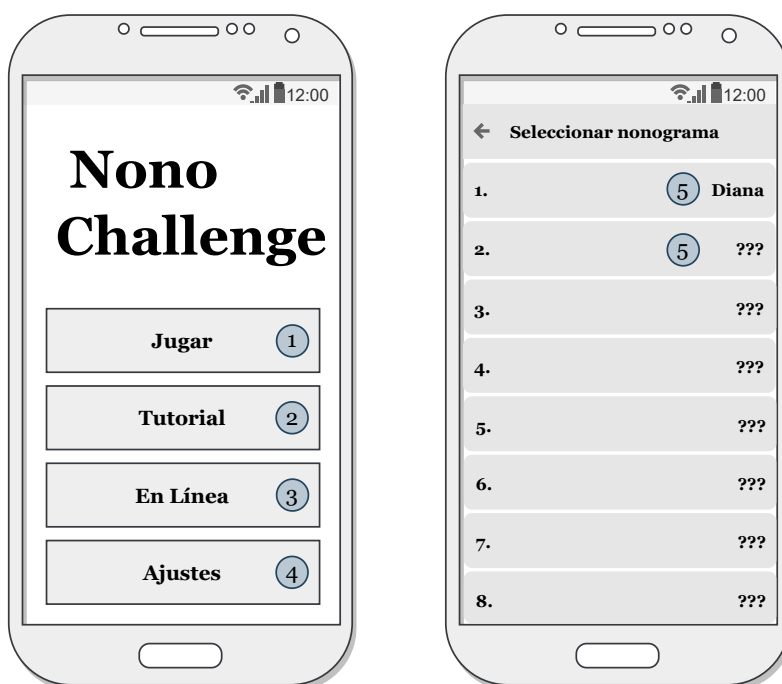 12:00
Nono
Challenge
Jugar 1
Tutorial 2
En Línea 3
Ajustes 4
12:00
Seleccionar nonograma
1. 5 Diana
2. 5 ???
3. ???
4. ???
5. ???
6. ???
7. ???
8. ???